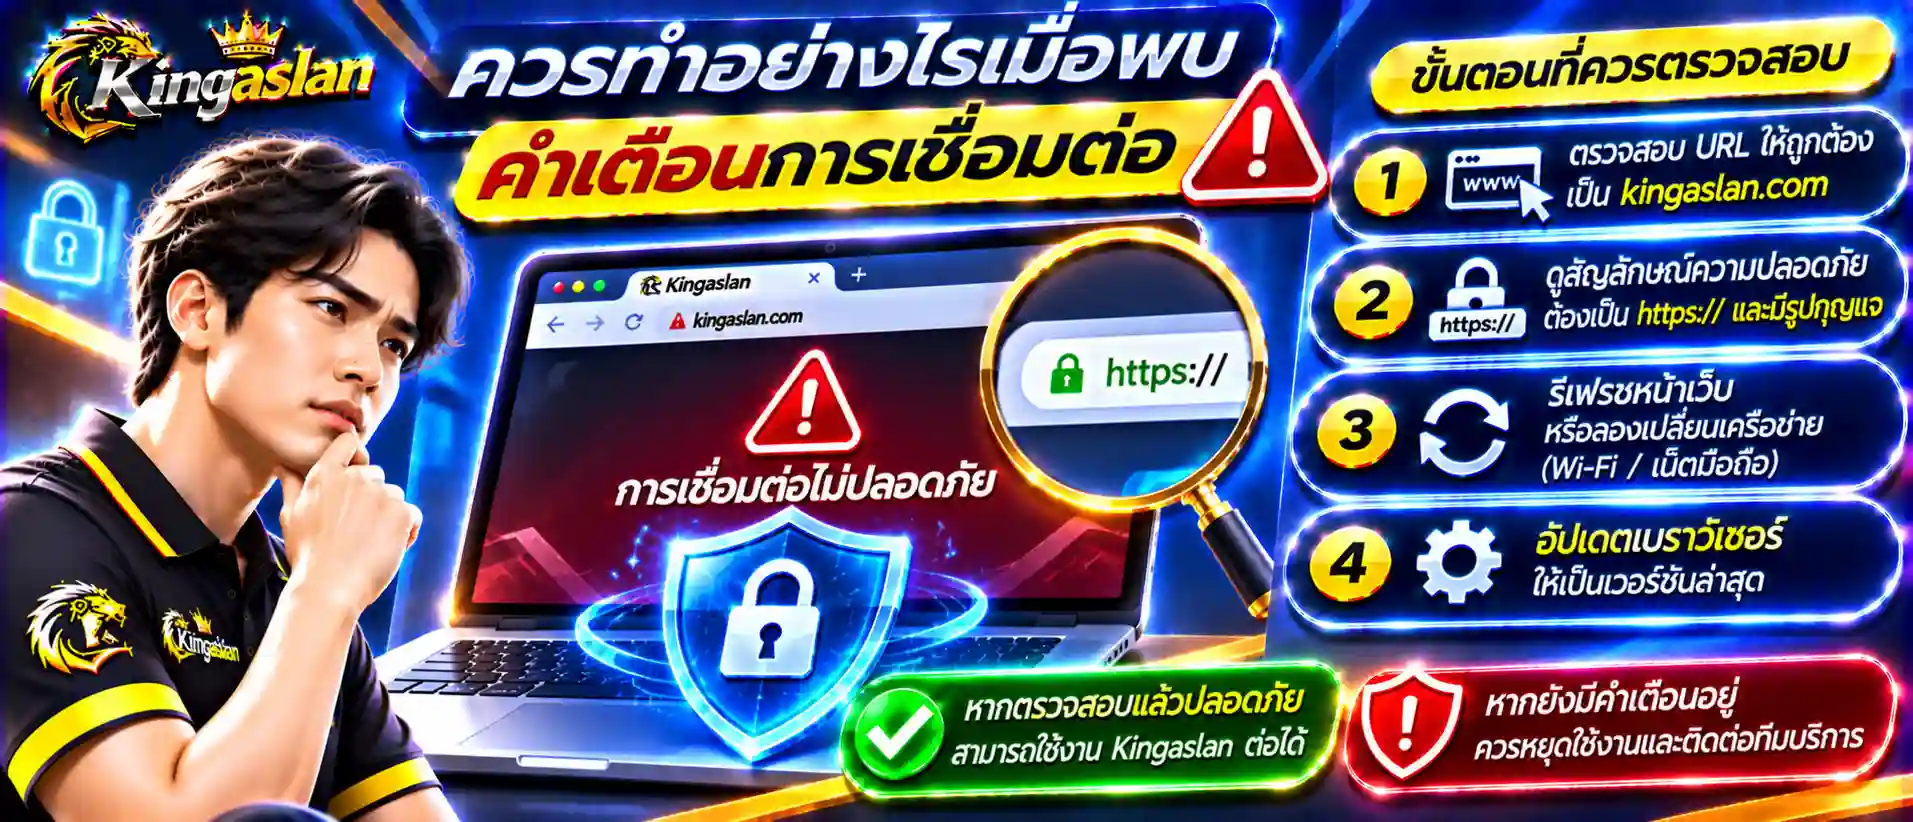 Kingaslan
ควรทำอย่างไรเมื่อพบ
คำเตือนการเชื่อมต่อ
Kingaslan
kingaslan.com
https://
การเชื่อมต่อไม่ปลอดภัย
Kingaslan
ขั้นตอนที่ควรตรวจสอบ
1
www
ตรวจสอบ URL ให้ถูกต้อง
เป็น kingaslan.com
2
https://
ดูสัญลักษณ์ความปลอดภัย
ต้องเป็น https:// และมีรูปกุญแจ
3
รีเฟรชหน้าเว็บ
หรือลองเปลี่ยนเครือข่าย
(Wi-Fi / เน็ตมือถือ)
4
อัปเดตเบราว์เซอร์
ให้เป็นเวอร์ชันล่าสุด
หากตรวจสอบแล้วปลอดภัย
สามารถใช้งาน Kingaslan ต่อได้
หากยังมีคำเตือนอยู่
ควรหยุดใช้งานและติดต่อทีมบริการ